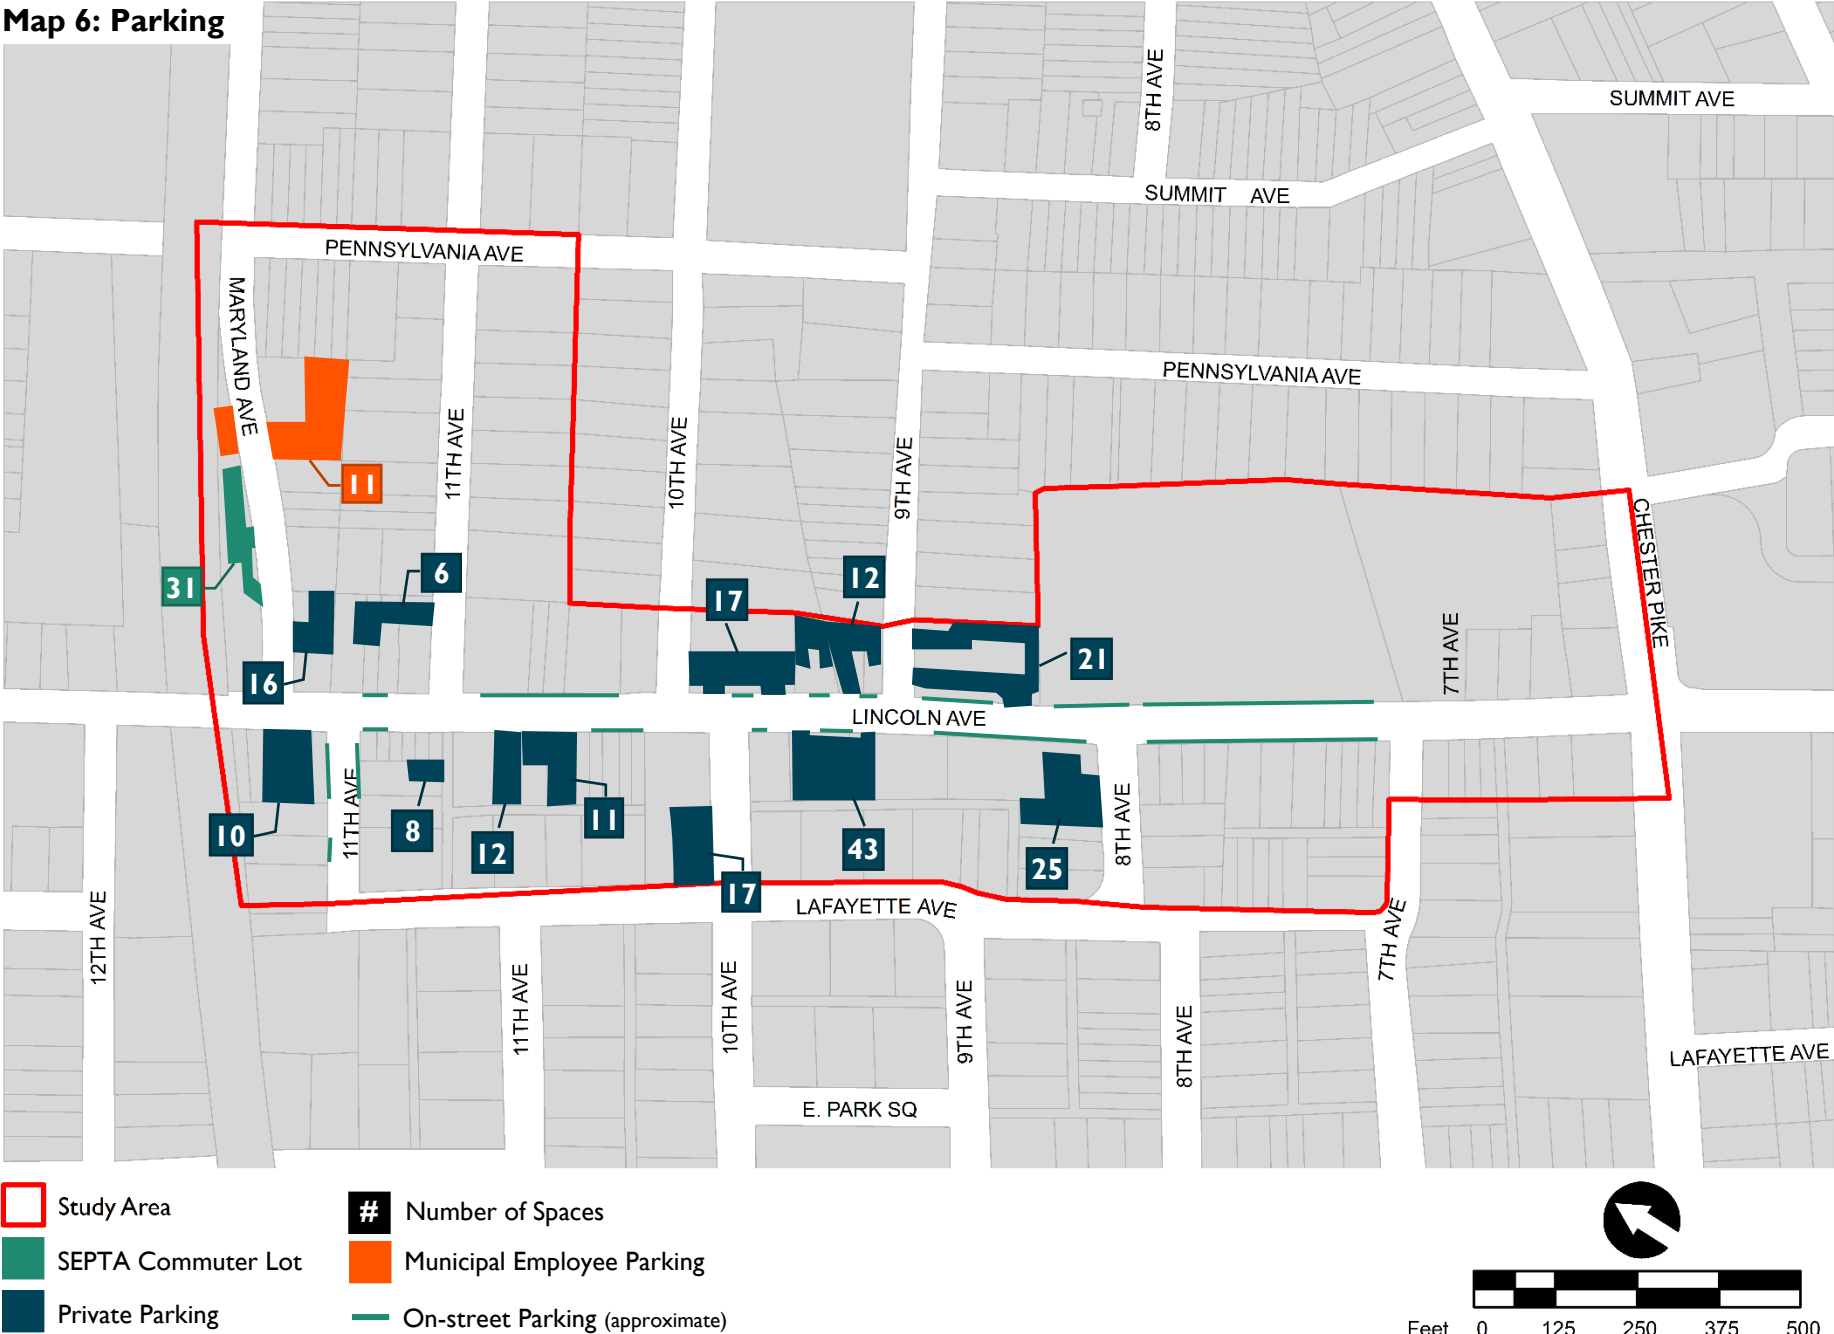 Map 6: Parking
8TH AVE
SUMMIT AVE
SUMMIT AVE
PENNSYLVANIA AVE
MARYLAND AVE
PENNSYLVANIA AVE
11TH AVE
10TH AVE
9TH AVE
11
CHESTER PIKE
31
6
17
12
21
7TH AVE
16
LINCOLN AVE
10
11TH AVE
8
12
11
17
43
25
8TH AVE
LAFAYETTE AVE
12TH AVE
11TH AVE
10TH AVE
9TH AVE
8TH AVE
7TH AVE
LAFAYETTE AVE
E. PARK SQ
Study Area
# Number of Spaces
SEPTA Commuter Lot
Municipal Employee Parking
Private Parking
On-street Parking (approximate)
Feet 0 125 250 375 500